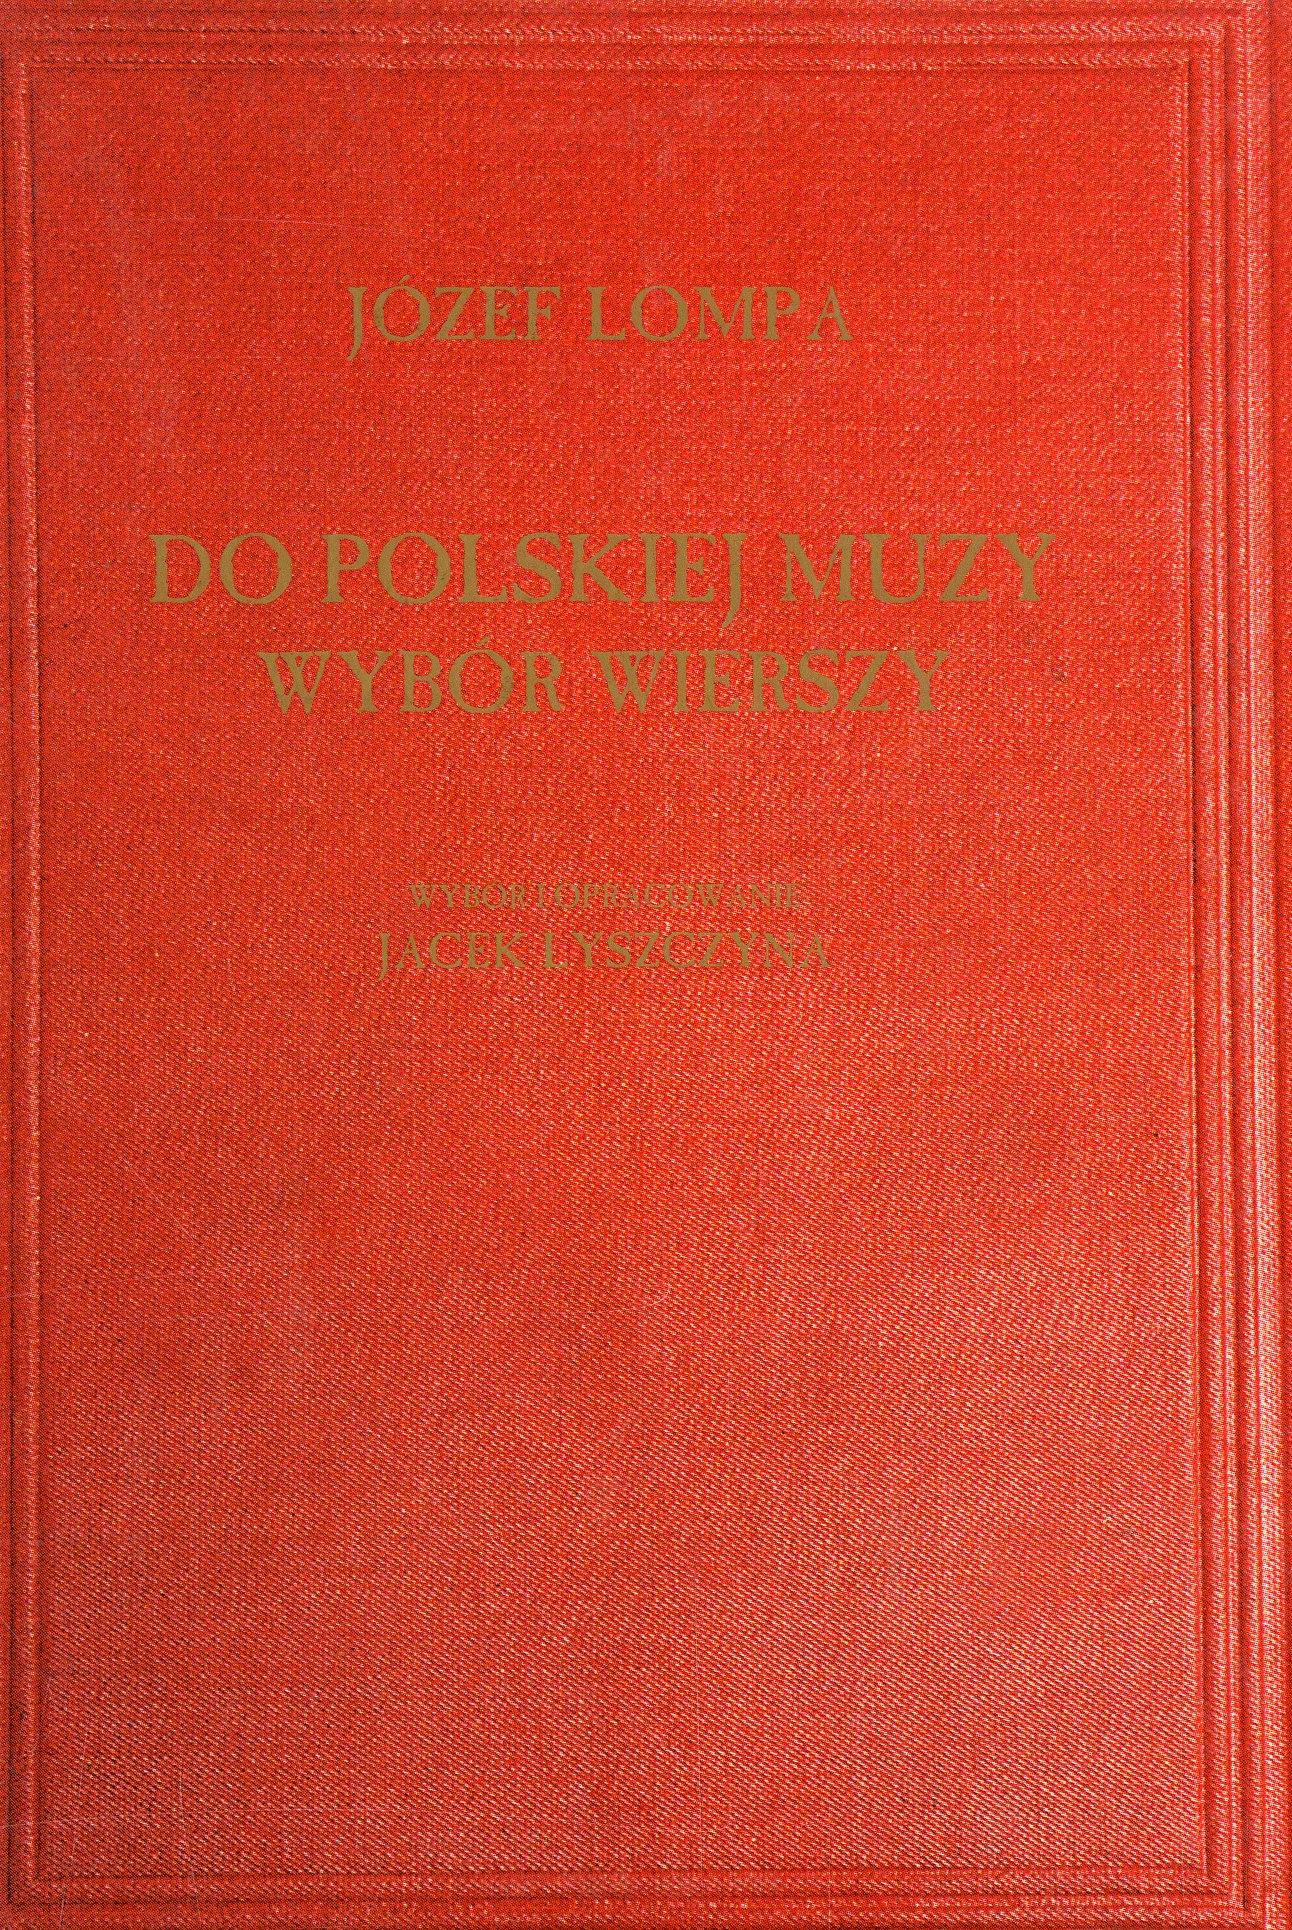 JÓZEF LOMPA
DO POLSKIEJ MUZY
WYBÓR WIERSZY
WYBÓR I OPRACOWANIE
JACEK LYSZCZYNA